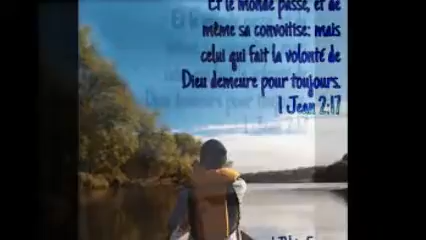 Et le monde passe, et de
même sa convoitise; mais
celui qui fait la volonté de
Dieu demeure pour toujours.
1 Jean 2:17